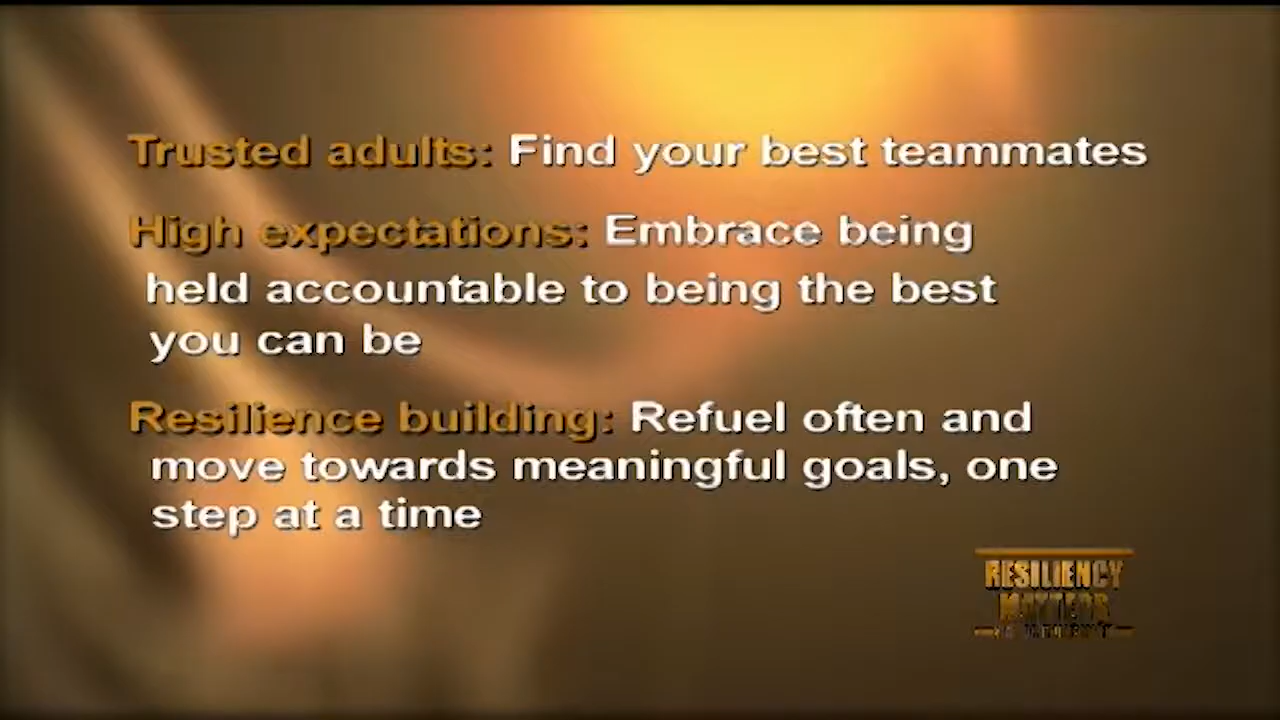 Trusted adults: Find your best teammates
High expectations: Embrace being
held accountable to being the best
you can be
Resilience building: Refuel often and
move towards meaningful goals, one
step at a time
RESILIENCY
MATTERS